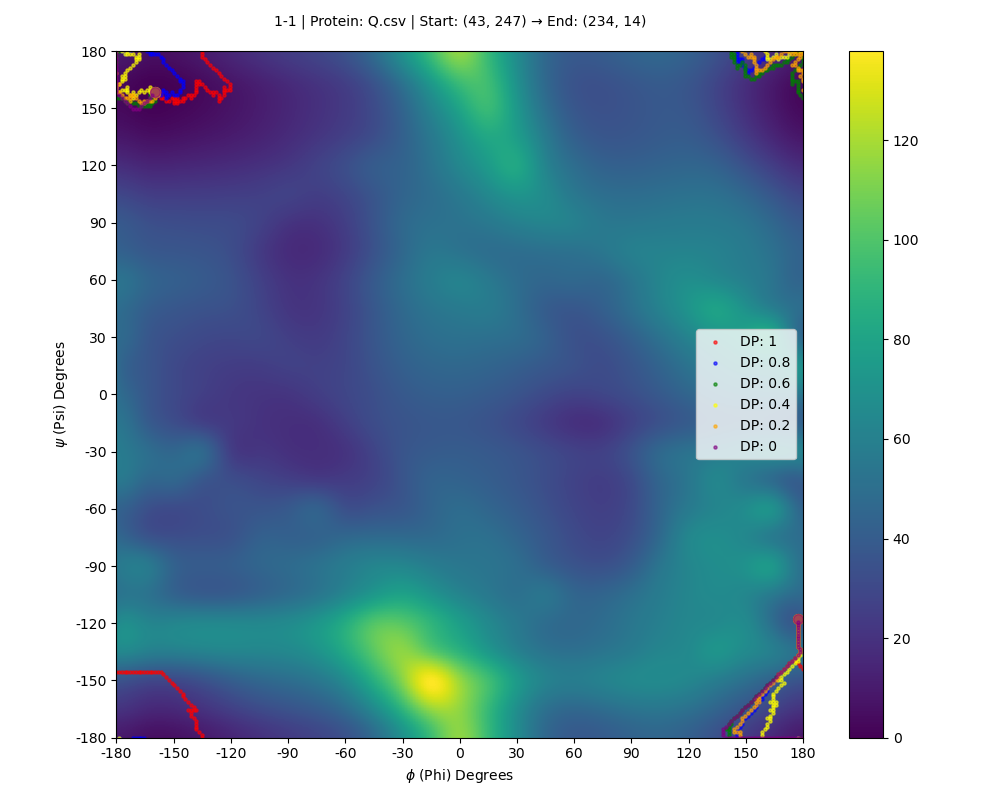 1-1 | Protein: Q.csv | Start: (43, 247) → End: (234, 14)
180
150
120
90
60
30
0
-30
-60
-90
-120
-150
-180
ψ (Psi) Degrees
-180 -150 -120 -90 -60 -30 0 30 60 90 120 150 180
ϕ (Phi) Degrees
DP: 1
DP: 0.8
DP: 0.6
DP: 0.4
DP: 0.2
DP: 0
120
100
80
60
40
20
0